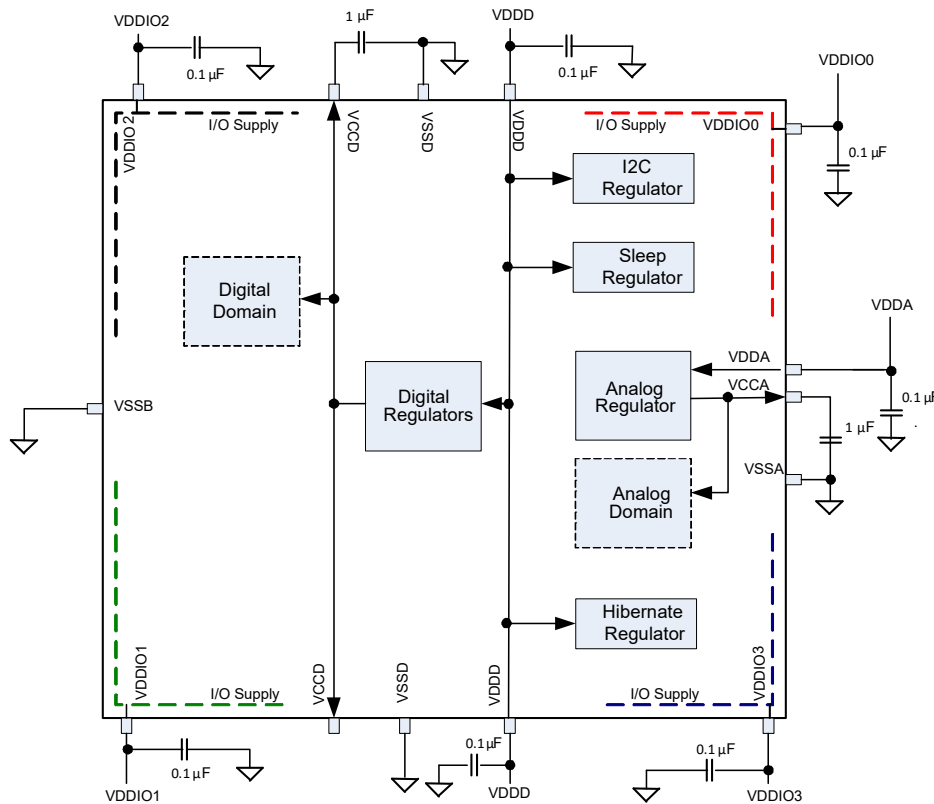 VDDIO2
1 µF
VDDD
0.1 µF
0.1 µF
VDDIO0
0.1 µF
VDDIO2
I/O Supply
VCCD
VSSD
VDDD
I/O Supply
VDDIO0
I2C
Regulator
Sleep
Regulator
Digital
Domain
VDDA
VDDA
VCCA
Analog
Regulator
Digital
Regulators
0.1 µF
.
1 µF
VSSB
VSSA
Analog
Domain
Hibernate
Regulator
VDDIO1
I/O Supply
VCCD
VSSD
VDDD
I/O Supply
VDDIO3
0.1 µF
0.1 µF
0.1 µF
VDDIO1
VDDD
VDDIO3